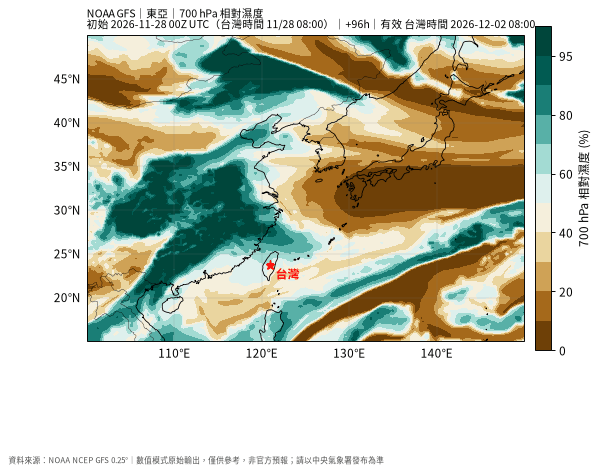 NOAA GFS｜東亞｜700 hPa 相對濕度
初始 2026-11-28 00Z UTC（台灣時間 11/28 08:00）｜+96h｜有效 台灣時間 2026-12-02 08:00
45°N
40°N
35°N
30°N
25°N
20°N
110°E
120°E
130°E
140°E
台灣
95
80
60
40
20
0
700 hPa 相對濕度 (%)
資料來源：NOAA NCEP GFS 0.25°｜數值模式原始輸出，僅供參考，非官方預報；請以中央氣象署發布為準